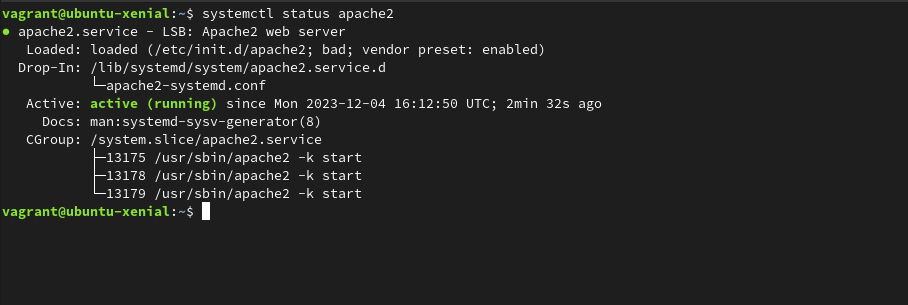 vagrant@ubuntu-xenial:~$ systemctl status apache2
● apache2.service - LSB: Apache2 web server
   Loaded: loaded (/etc/init.d/apache2; bad; vendor preset: enabled)
  Drop-In: /lib/systemd/system/apache2.service.d
           └─apache2-systemd.conf
   Active: active (running) since Mon 2023-12-04 16:12:50 UTC; 2min 32s ago
     Docs: man:systemd-sysv-generator(8)
   CGroup: /system.slice/apache2.service
           ├─13175 /usr/sbin/apache2 -k start
           ├─13178 /usr/sbin/apache2 -k start
           └─13179 /usr/sbin/apache2 -k start
vagrant@ubuntu-xenial:~$